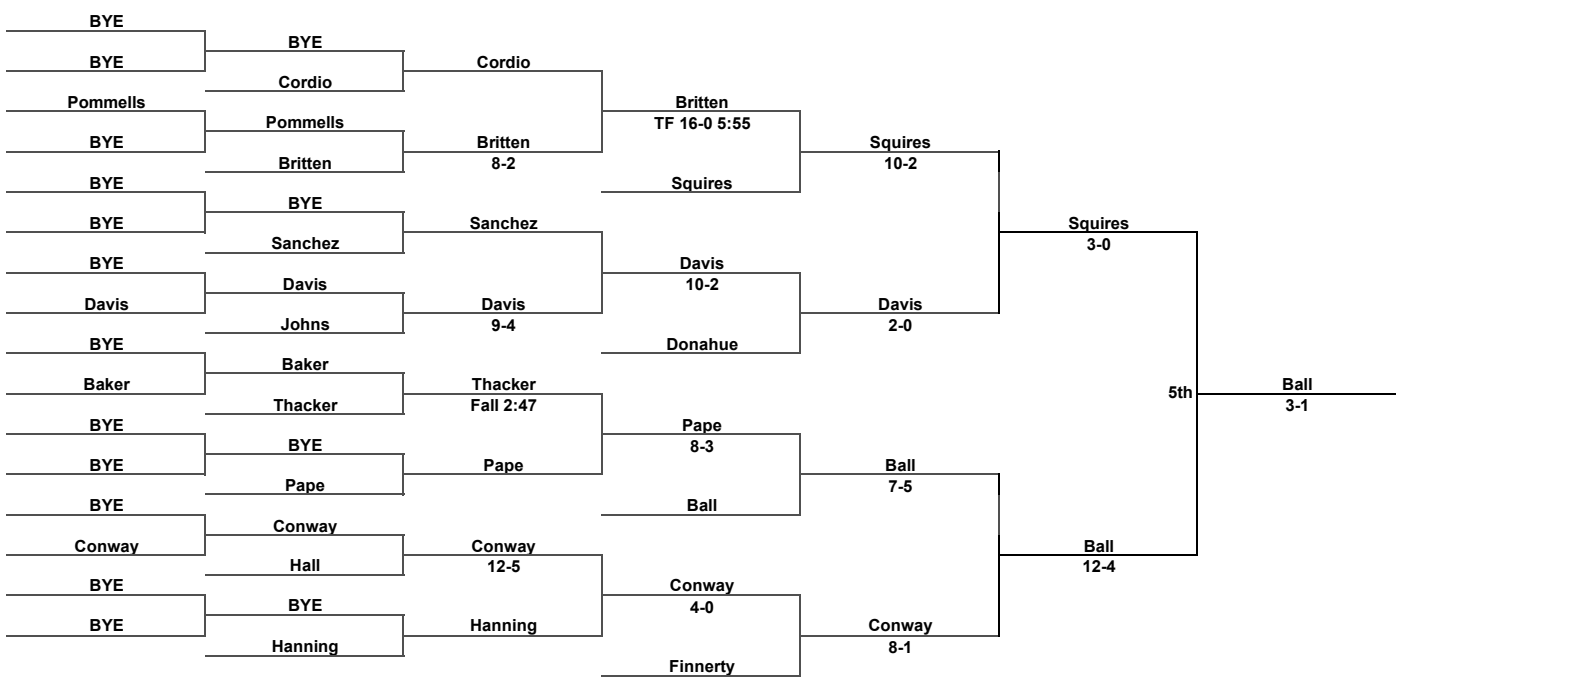 BYE
BYE
Pommells
BYE
BYE
BYE
BYE
Davis
BYE
Baker
BYE
BYE
BYE
Conway
BYE
BYE
BYE
Cordio
Pommells
Britten
BYE
Sanchez
Davis
Johns
Baker
Thacker
BYE
Pape
Conway
Hall
BYE
Hanning
Cordio
Britten
8-2
Sanchez
Davis
9-4
Thacker
Fall 2:47
Pape
Conway
12-5
Hanning
Britten
TF 16-0 5:55
Squires
Davis
10-2
Donahue
Pape
8-3
Ball
Conway
4-0
Finnerty
Squires
10-2
Davis
2-0
Ball
7-5
Conway
8-1
Squires
3-0
Ball
12-4
5th
Ball
3-1